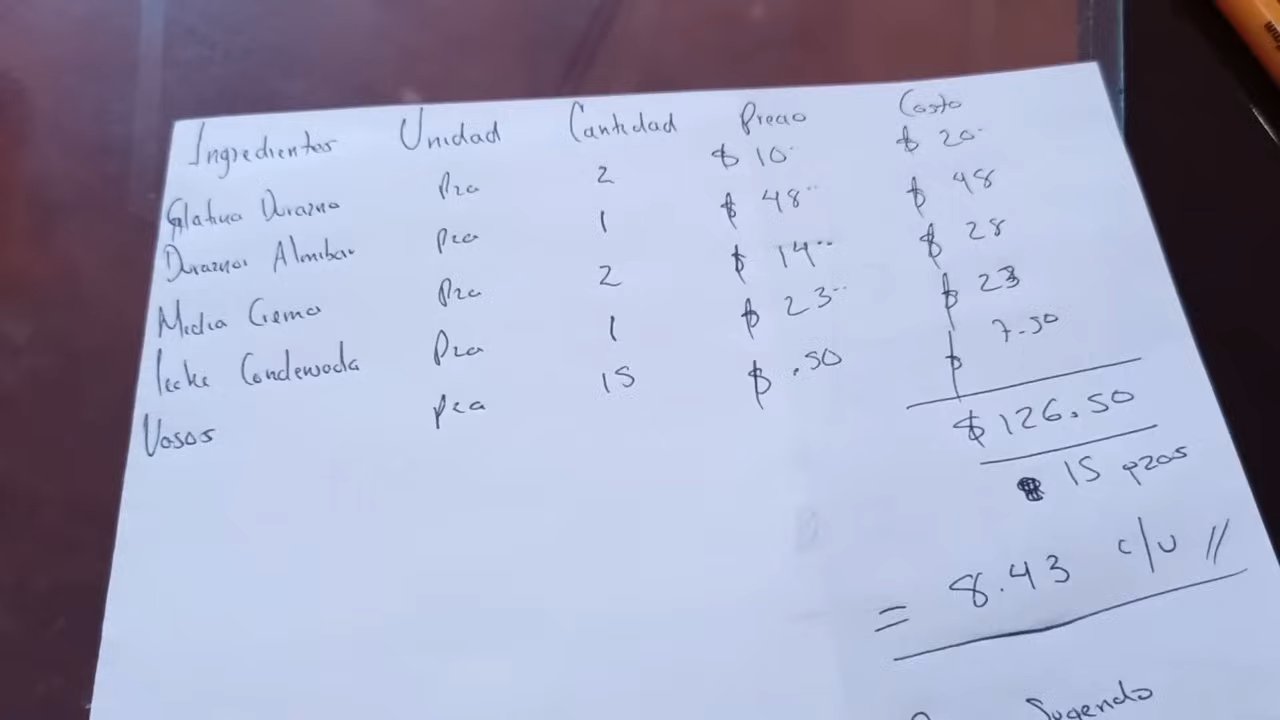 Ingredientes Unidad Cantidad Precio Costo
Glatina Durazno Pza 2 $ 10.- $ 20.-
Duraznos Almibar pza 1 $ 48.- $ 48
Media Crema Pza 2 $ 14.- $ 28
leche Condensada Pza 1 $ 23.- $ 23
Vasos pza 15 $ .50 $ 7.50
$ 126.50
15 pzas
= 8.43 c/u //
Sugerido